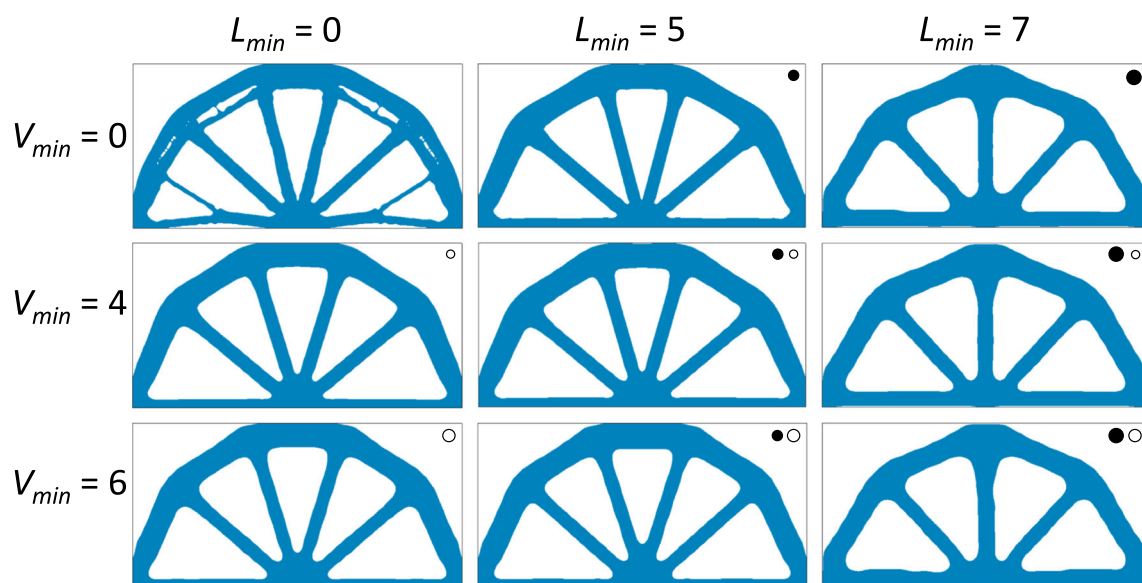 L_min = 0
L_min = 5
L_min = 7
V_min = 0
V_min = 4
V_min = 6